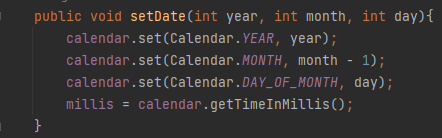 public void setDate(int year, int month, int day){
calendar.set(Calendar.YEAR, year);
calendar.set(Calendar.MONTH, month - 1);
calendar.set(Calendar.DAY_OF_MONTH, day);
millis = calendar.getTimeInMillis();
}